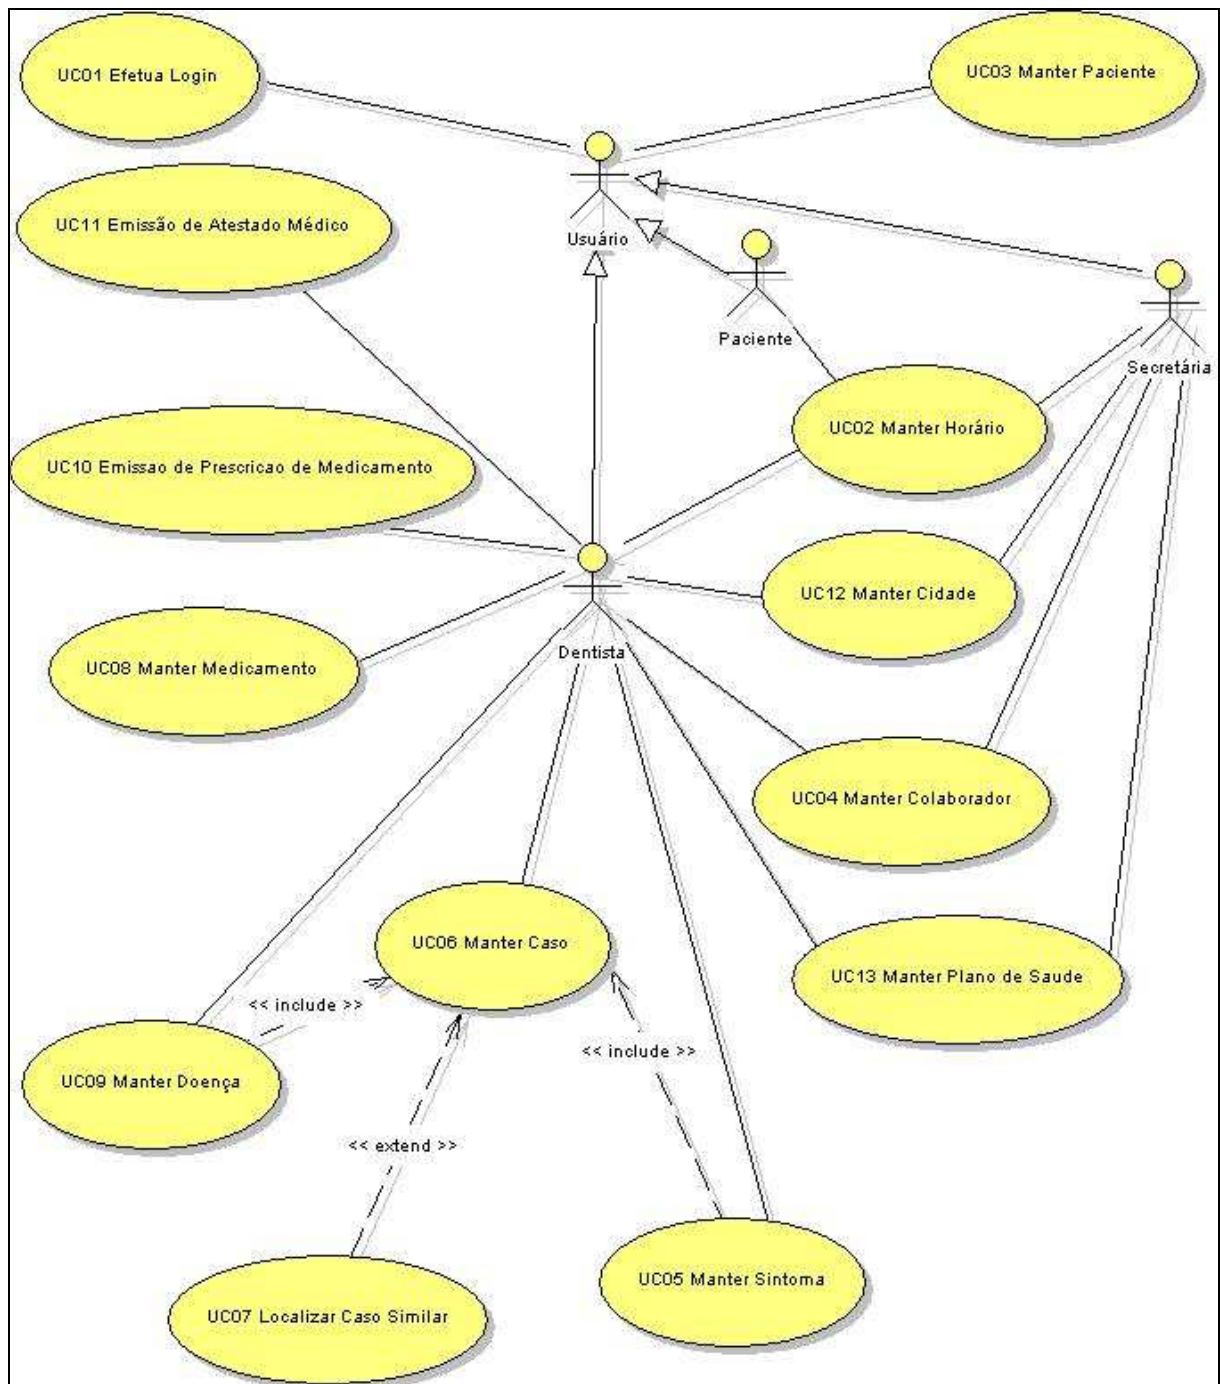 UC01 Efetua Login
UC03 Manter Paciente
UC11 Emissão de Atestado Médico
Usuário
Paciente
Secretária
UC02 Manter Horário
UC10 Emissao de Prescricao de Medicamento
UC12 Manter Cidade
Dentista
UC08 Manter Medicamento
UC04 Manter Colaborador
UC06 Manter Caso
UC13 Manter Plano de Saude
<< include >>
<< include >>
UC09 Manter Doença
<< extend >>
UC05 Manter Sintoma
UC07 Localizar Caso Similar